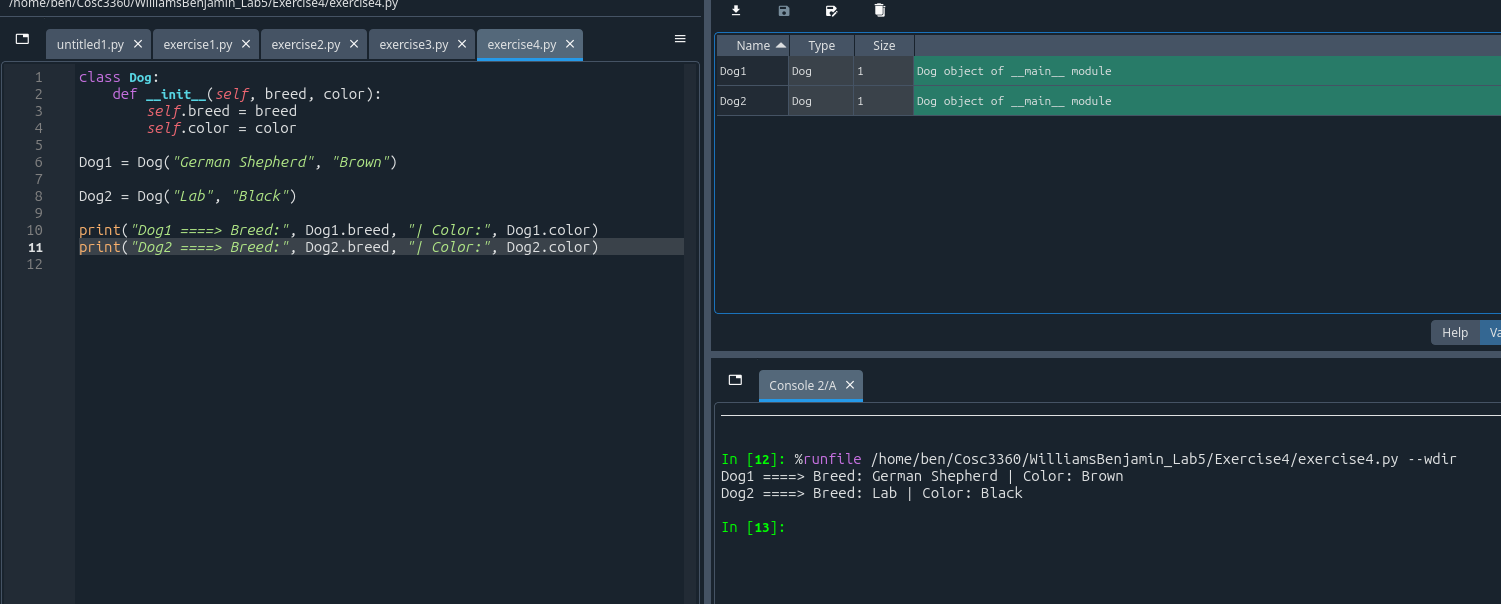 /home/ben/Cosc3360/WilliamsBenjamin_Lab5/Exercise4/exercise4.py
untitled1.py exercise1.py exercise2.py exercise3.py exercise4.py
1 class Dog:
2     def __init__(self, breed, color):
3         self.breed = breed
4         self.color = color
5
6 Dog1 = Dog("German Shepherd", "Brown")
7
8 Dog2 = Dog("Lab", "Black")
9
10 print("Dog1 ====> Breed:", Dog1.breed, "| Color:", Dog1.color)
11 print("Dog2 ====> Breed:", Dog2.breed, "| Color:", Dog2.color)
12
Name Type Size
Dog1 Dog 1 Dog object of __main__ module
Dog2 Dog 1 Dog object of __main__ module
Help
Console 2/A
In [12]: %runfile /home/ben/Cosc3360/WilliamsBenjamin_Lab5/Exercise4/exercise4.py --wdir
Dog1 ====> Breed: German Shepherd | Color: Brown
Dog2 ====> Breed: Lab | Color: Black
In [13]: